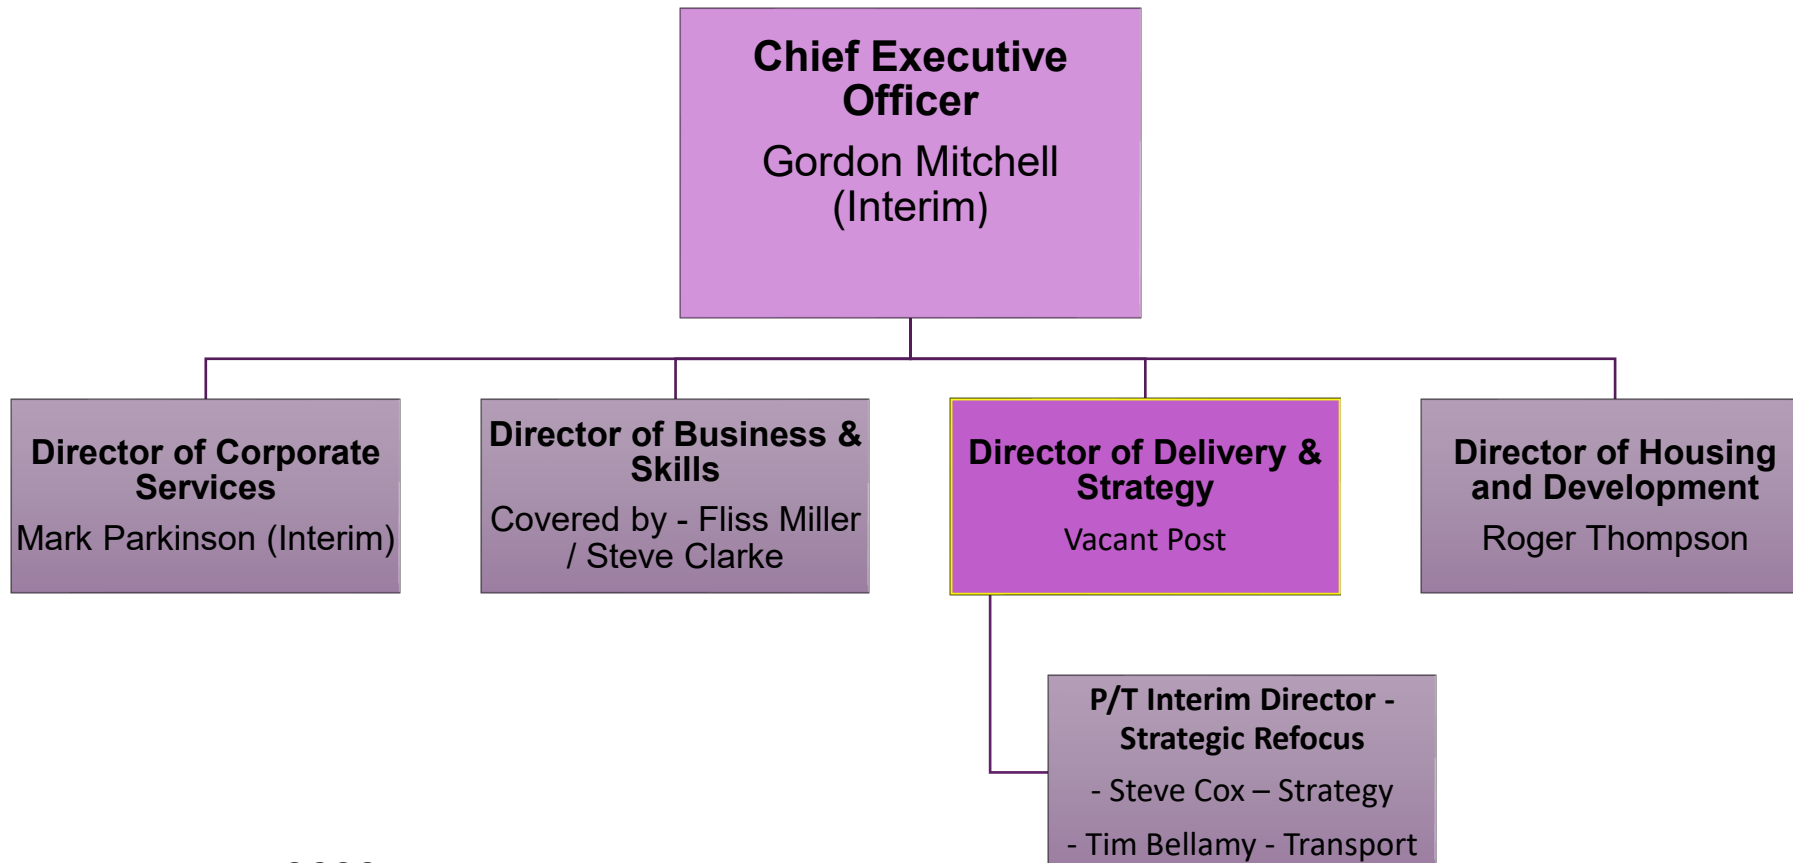 Chief Executive
Officer
Gordon Mitchell
(Interim)
Director of Corporate
Services
Mark Parkinson (Interim)
Director of Business &
Skills
Covered by - Fliss Miller
/ Steve Clarke
Director of Delivery &
Strategy
Vacant Post
Director of Housing
and Development
Roger Thompson
P/T Interim Director -
Strategic Refocus
- Steve Cox – Strategy
- Tim Bellamy - Transport